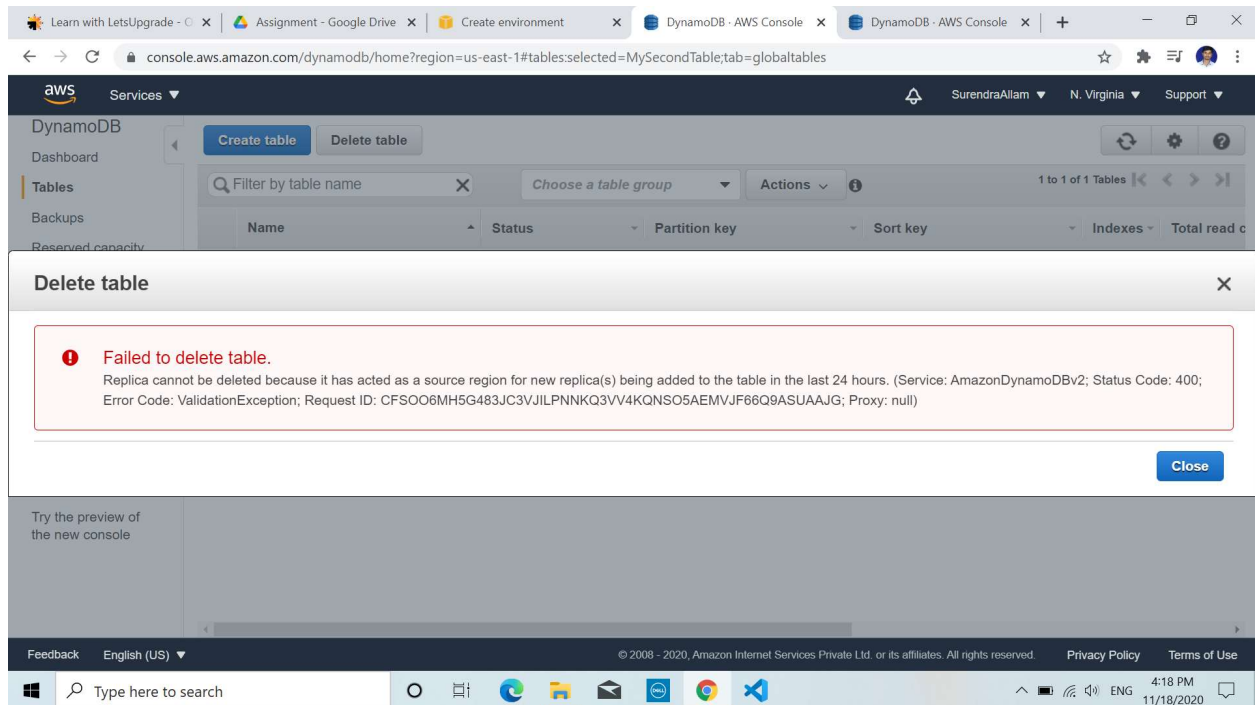 Learn with LetsUpgrade - O
Assignment - Google Drive
Create environment
DynamoDB · AWS Console
DynamoDB · AWS Console
console.aws.amazon.com/dynamodb/home?region=us-east-1#tables:selected=MySecondTable;tab=globaltables
aws
Services
SurendraAllam
N. Virginia
Support
DynamoDB
Dashboard
Tables
Backups
Reserved capacity
Create table
Delete table
Filter by table name
Choose a table group
Actions
1 to 1 of 1 Tables
Name
Status
Partition key
Sort key
Indexes
Total read c
Delete table
Failed to delete table.
Replica cannot be deleted because it has acted as a source region for new replica(s) being added to the table in the last 24 hours. (Service: AmazonDynamoDBv2; Status Code: 400;
Error Code: ValidationException; Request ID: CFSOO6MH5G483JC3VJILPNNKQ3VV4KQNSO5AEMVJF66Q9ASUAAJG; Proxy: null)
Close
Try the preview of
the new console
Feedback
English (US)
© 2008 - 2020, Amazon Internet Services Private Ltd. or its affiliates. All rights reserved.
Privacy Policy
Terms of Use
Type here to search
DELL
ENG
4:18 PM
11/18/2020